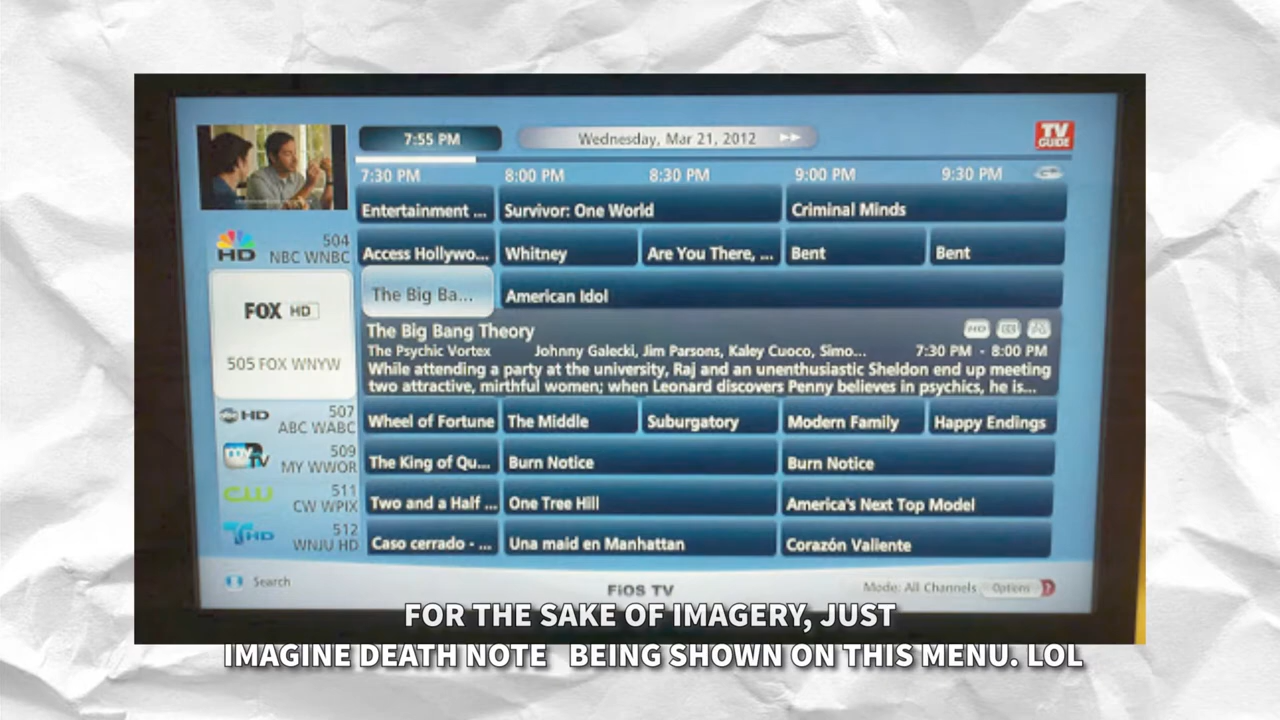 7:55 PM
Wednesday, Mar 21, 2012
TV GUIDE
7:30 PM 8:00 PM 8:30 PM 9:00 PM 9:30 PM
Entertainment ... Survivor: One World Criminal Minds
HD 504 NBC WNBC
Access Hollywo... Whitney Are You There, ... Bent Bent
FOX HD
505 FOX WNYW
The Big Ba... American Idol
The Big Bang Theory HD
The Psychic Vortex Johnny Galecki, Jim Parsons, Kaley Cuoco, Simo... 7:30 PM - 8:00 PM
While attending a party at the university, Raj and an unenthusiastic Sheldon end up meeting
two attractive, mirthful women; when Leonard discovers Penny believes in psychics, he is...
abc HD 507 ABC WABC
Wheel of Fortune The Middle Suburgatory Modern Family Happy Endings
my TV 509 MY WWOR
The King of Qu... Burn Notice Burn Notice
CW 511 CW WPIX
Two and a Half ... One Tree Hill America's Next Top Model
HD 512 WNJU HD
Caso cerrado - ... Una maid en Manhattan Corazón Valiente
Search
FiOS TV
Mode: All Channels Options
FOR THE SAKE OF IMAGERY, JUST
IMAGINE DEATH NOTE BEING SHOWN ON THIS MENU. LOL